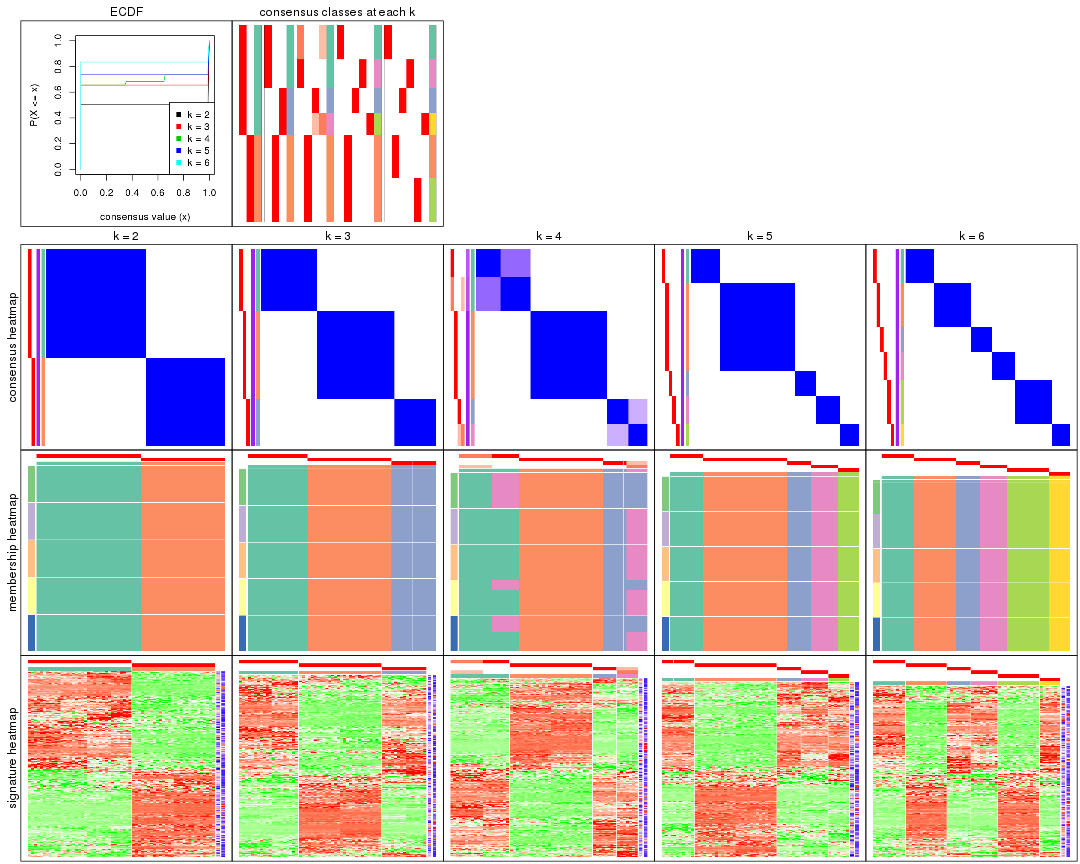 ECDF
consensus classes at each k
P(X <= x)
1.0
0.8
0.6
0.4
0.2
0.0
k = 2
k = 3
k = 4
k = 5
k = 6
0.0 0.2 0.4 0.6 0.8 1.0
consensus value (x)
k = 2
k = 3
k = 4
k = 5
k = 6
consensus heatmap
membership heatmap
signature heatmap